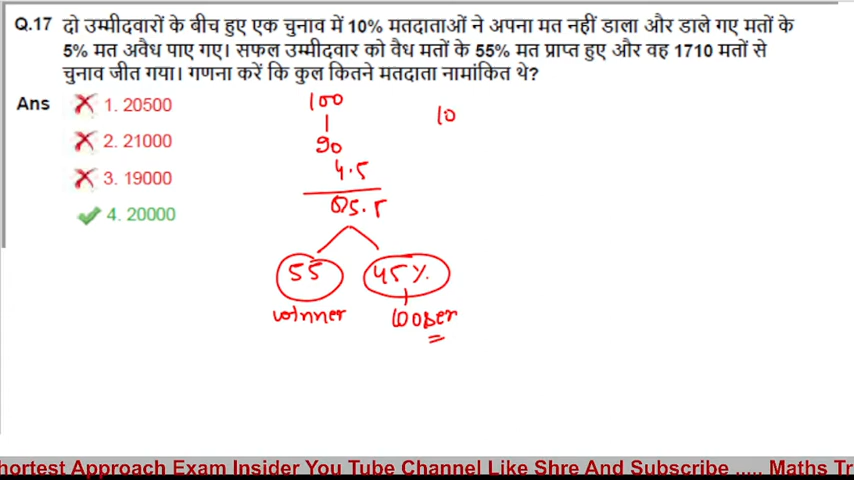 Q.17 दो उम्मीदवारों के बीच हुए एक चुनाव में 10% मतदाताओं ने अपना मत नहीं डाला और डाले गए मतों के
5% मत अवैध पाए गए। सफल उम्मीदवार को वैध मतों के 55% मत प्राप्त हुए और वह 1710 मतों से
चुनाव जीत गया। गणना करें कि कुल कितने मतदाता नामांकित थे?
Ans
1. 20500
2. 21000
3. 19000
4. 20000
100
10
90
4.5
85.5
55
45%
winner
looser
hortest Approach Exam Insider You Tube Channel Like Shre And Subscribe ..... Maths Tr